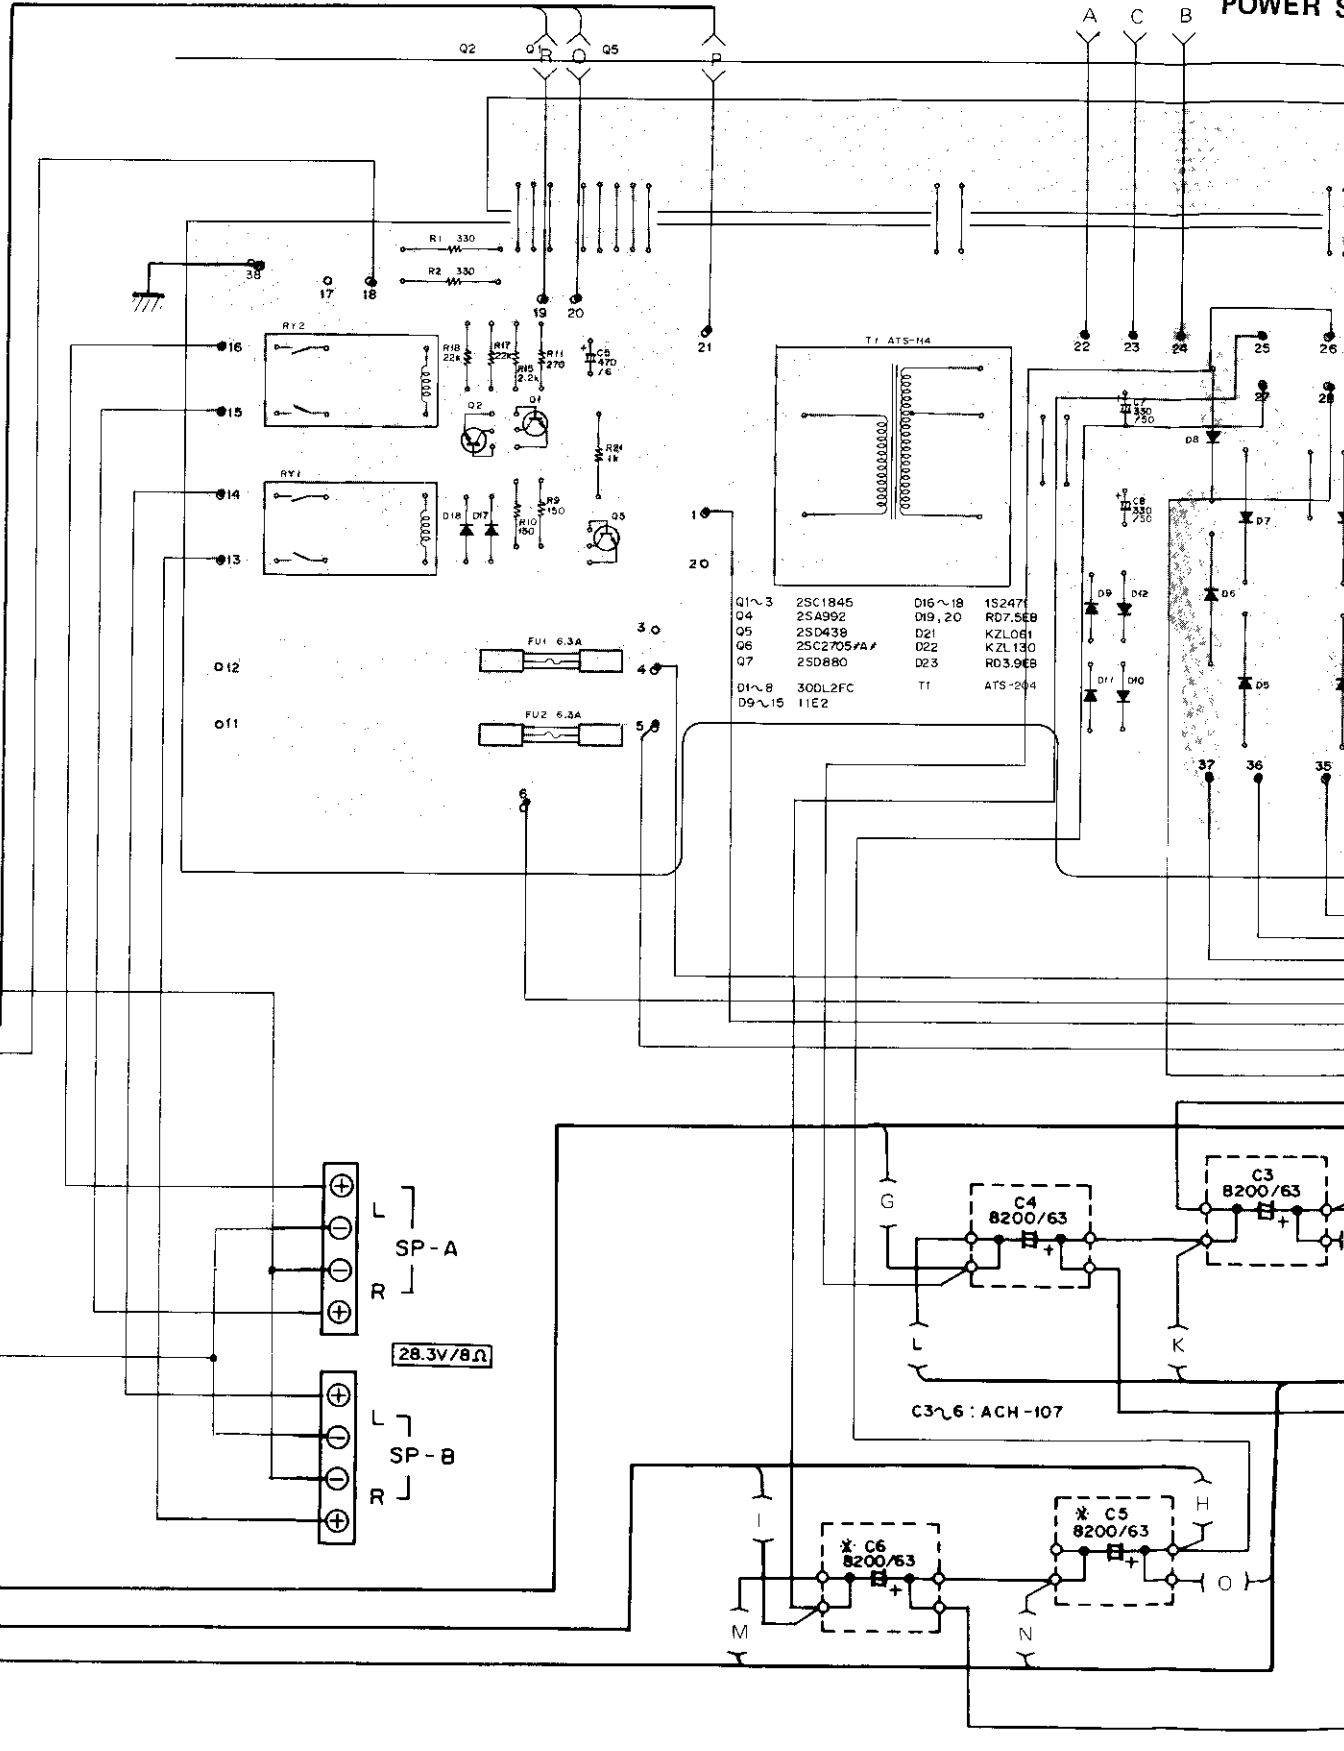 POWER S
A C B
Q2 Q1 R Q Q5 P
R1 330
R2 330
38
17 18
19 20
21
22 23 24 25 26
27 28
RY2
16
15
R18 22k
R17 22k
R15 2.2k
R11 270
+ C5 470 /6
T1 ATS-114
Q2 Q1
R21 1k
+ C7 330 /50
D8
RY1
14
13
D18 D17
R10 150
R9 150
Q5
1
2
+ C8 330 /50
D7
D9 D12
D6
Q1~3 2SC1845 D16~18 1S2471
Q4 2SA992 D19,20 RD7.5EB
Q5 2SD438 D21 KZL061
Q6 2SC2705*A* D22 KZL130
Q7 2SD880 D23 RD3.9EB
D1~8 30DL2FC T1 ATS-204
D9~15 11E2
3
FU1 6.3A
4
12
D11 D10
D5
FU2 6.3A
5
11
37 36 35
6
C3
8200/63
+
C4
8200/63
+
G
L
SP-A
R
28.3V/8Ω
L
K
C3~6 : ACH-107
L
SP-B
R
I
H
※ C5
8200/63
+
※ C6
8200/63
+
O
M
N